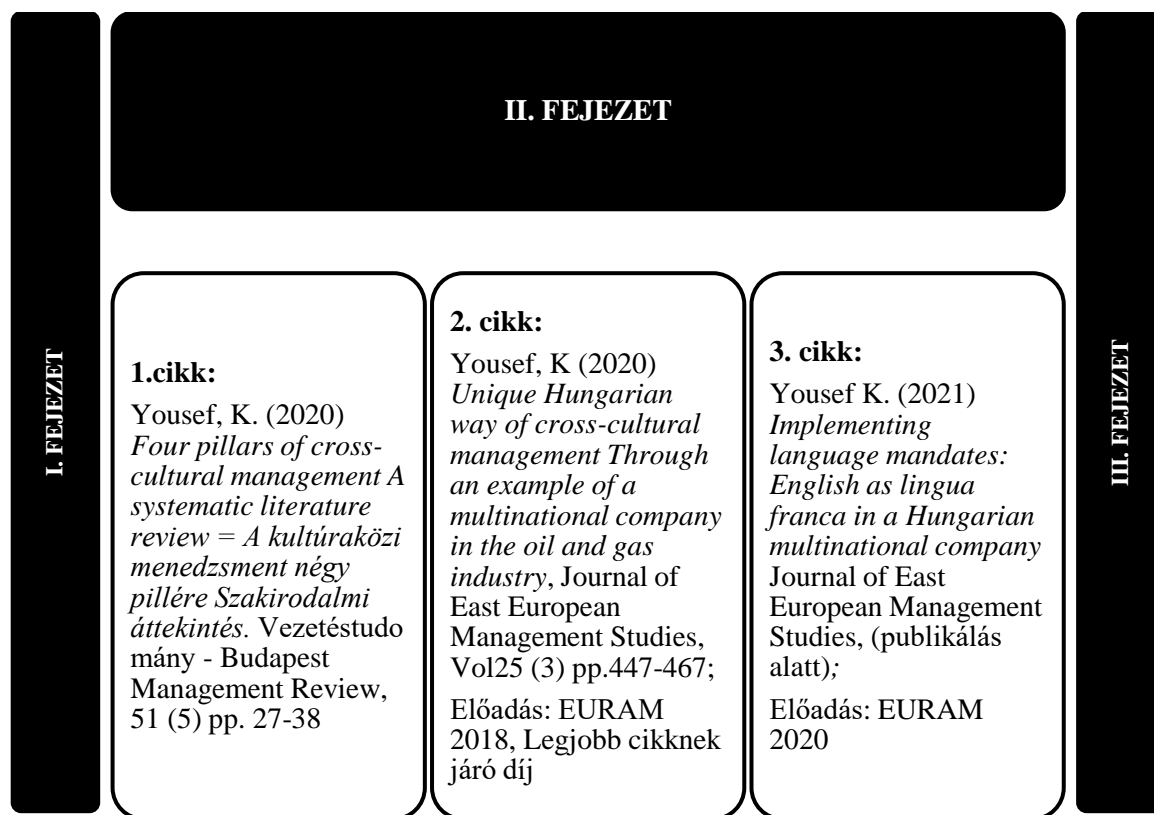 I. FEJEZET
II. FEJEZET
1.cikk:
Yousef, K. (2020)
Four pillars of cross-
cultural management A
systematic literature
review = A kultúraközi
menedzsment négy
pillére Szakirodalmi
áttekintés. Vezetéstudo
mány - Budapest
Management Review,
51 (5) pp. 27-38
2. cikk:
Yousef, K (2020)
Unique Hungarian
way of cross-cultural
management Through
an example of a
multinational company
in the oil and gas
industry, Journal of
East European
Management Studies,
Vol25 (3) pp.447-467;
Előadás: EURAM
2018, Legjobb cikknek
járó díj
3. cikk:
Yousef K. (2021)
Implementing
language mandates:
English as lingua
franca in a Hungarian
multinational company
Journal of East
European Management
Studies, (publikálás
alatt);
Előadás: EURAM
2020
III. FEJEZET